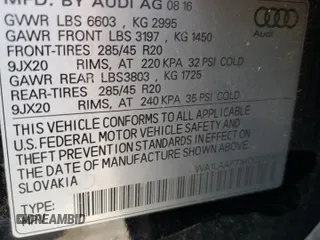 MFD. BY AUDI AG 08 16
GVWR LBS 6603 , KG 2995
GAWR FRONT LBS 3197 , KG 1450
FRONT-TIRES 285/45 R20
9JX20 RIMS, AT 220 KPA 32 PSI COLD
GAWR REAR LBS3803 , KG 1725
REAR-TIRES 285/45 R20
9JX20 RIMS, AT 240 KPA 35 PSI COLD
Audi
THIS VEHICLE CONFORMS TO ALL APPLICABLE
U.S. FEDERAL MOTOR VEHICLE SAFETY AND
THEFT PREVENTION STANDARDS IN EFFECT ON
THE DATE OF MANUFACTURE SHOWN ABOVE.
SLOVAKIA
TYPE:
CLEARISBID